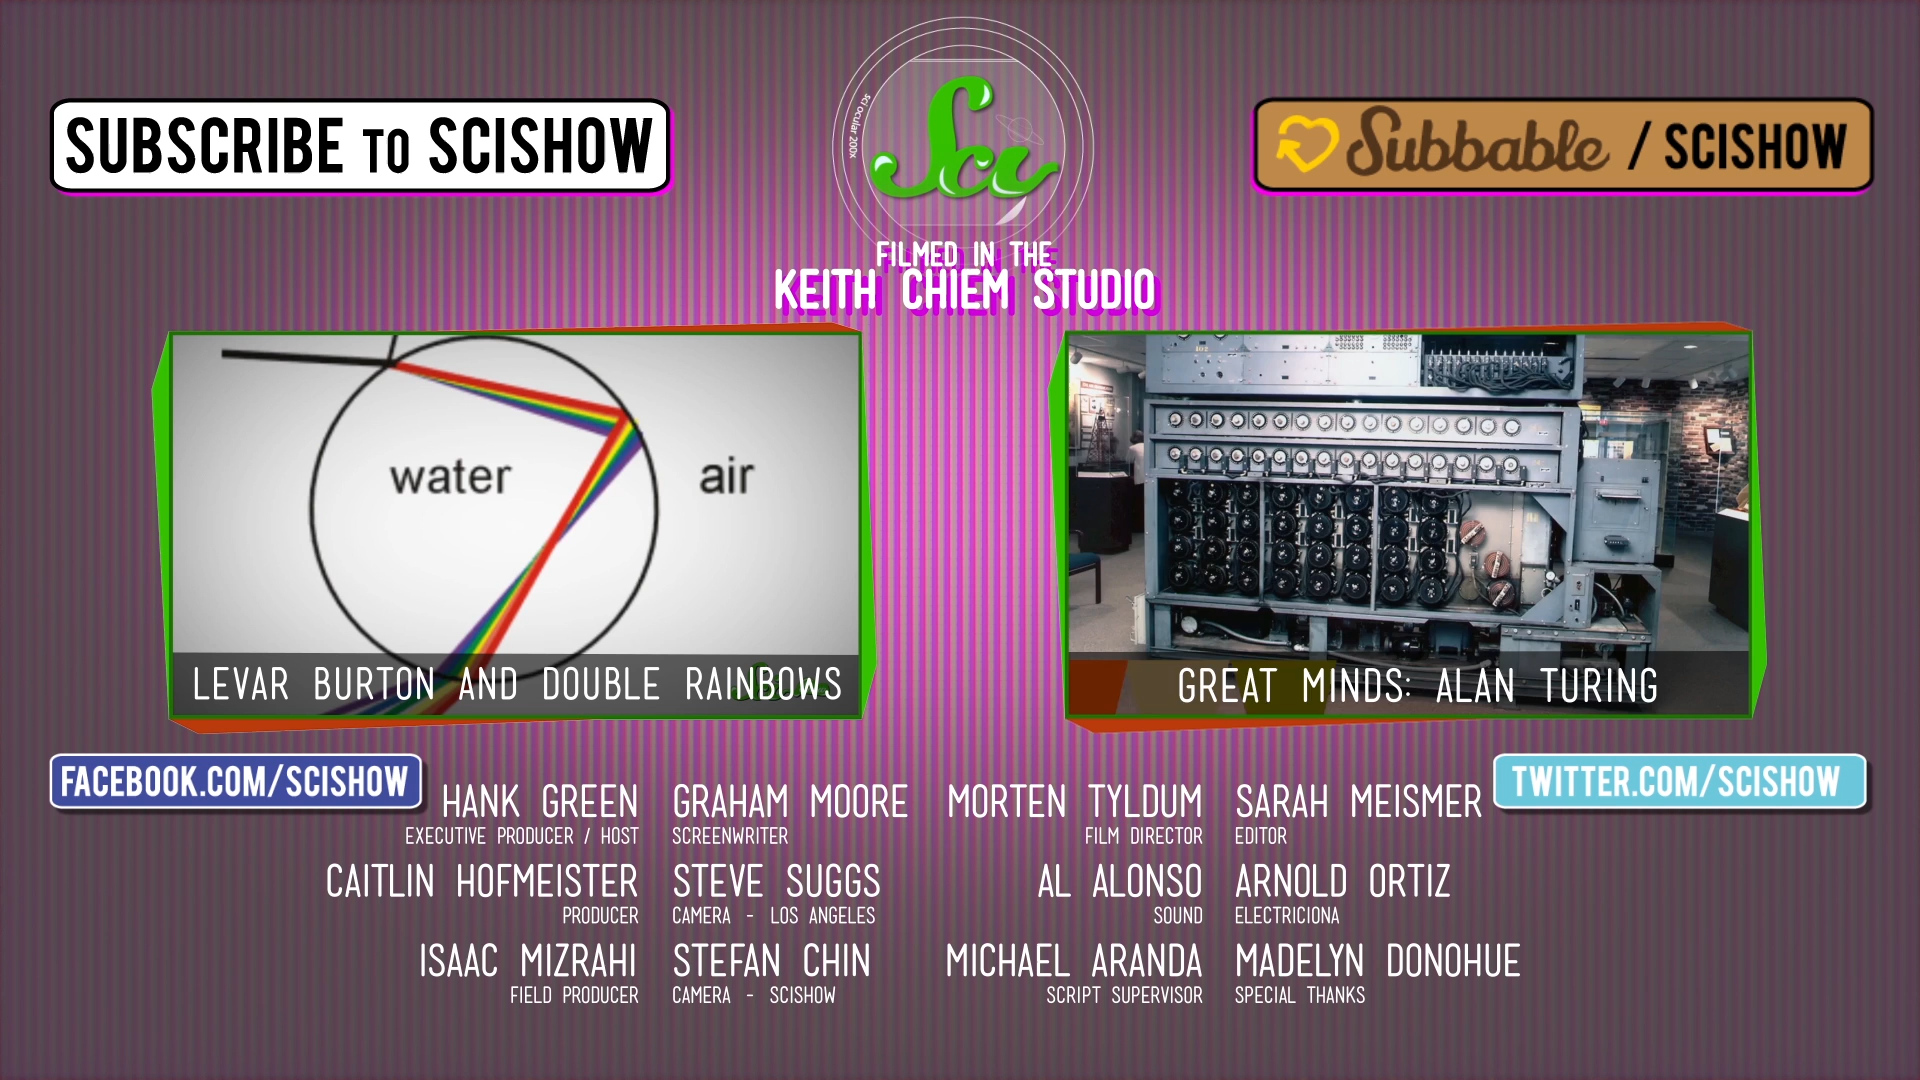 SUBSCRIBE TO SCISHOW
sci ocular 200x
Sci
Subbable / SCISHOW
FILMED IN THE
KEITH CHIEM STUDIO
water
air
LEVAR BURTON AND DOUBLE RAINBOWS
GREAT MINDS: ALAN TURING
FACEBOOK.COM/SCISHOW
TWITTER.COM/SCISHOW
HANK GREEN
EXECUTIVE PRODUCER / HOST
GRAHAM MOORE
SCREENWRITER
MORTEN TYLDUM
FILM DIRECTOR
SARAH MEISMER
EDITOR
CAITLIN HOFMEISTER
PRODUCER
STEVE SUGGS
CAMERA - LOS ANGELES
AL ALONSO
SOUND
ARNOLD ORTIZ
ELECTRICIONA
ISAAC MIZRAHI
FIELD PRODUCER
STEFAN CHIN
CAMERA - SCISHOW
MICHAEL ARANDA
SCRIPT SUPERVISOR
MADELYN DONOHUE
SPECIAL THANKS